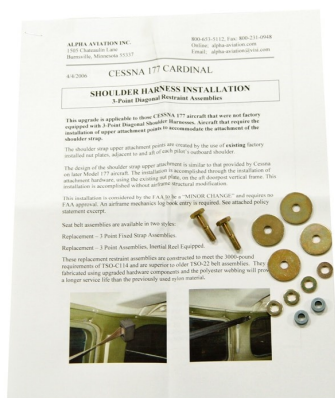 ALPHA AVIATION INC.
1505 Chateaulin Lane
Burnsville, Minnesota 55337
800-633-3112, Fax: 800-231-0948
Online: alpha-aviation.com
Email:
4/4/2006
CESSNA 177 CARDINAL
SHOULDER HARNESS INSTALLATION
3-Point Diagonal Restraint Assemblies
This upgrade is applicable to those CESSNA 177 aircraft that were not factory
equipped with 3-Point Diagonal Shoulder Harnesses. Aircraft that require the
installation of upper attachment points to accommodate the attachment of the
shoulder strap.
The shoulder strap upper attachment points are created by the use of existing factory
installed nut plates, adjacent to and aft of each pilot's outboard shoulder
The design of the shoulder strap upper attachment is similar to that provided by Cessna
on later Model 177 aircraft. The installation is accomplished through the installation of
attachment hardware, using the existing nut plate, on the aft doorpost vertical frame. This
installation is accomplished without airframe structural modification.
This installation is considered by the FAA to be a "MINOR CHANGE" and requires no
FAA approval. An airframe mechanics log book entry is required. See attached policy
statement excerpt.
Seat belt assemblies are available in two styles:
Replacement – 3 Point Fixed Strap Assemblies.
Replacement – 3 Point Assemblies, Inertial Reel Equipped.
These replacement restraint assemblies are constructed to meet the 3000-pound
requirements of TSO-C114 and are superior to older TSO-22 belt assemblies. They
fabricated using upgraded hardware components and the polyester webbing will prov
a longer service life than the previously used nylon material.